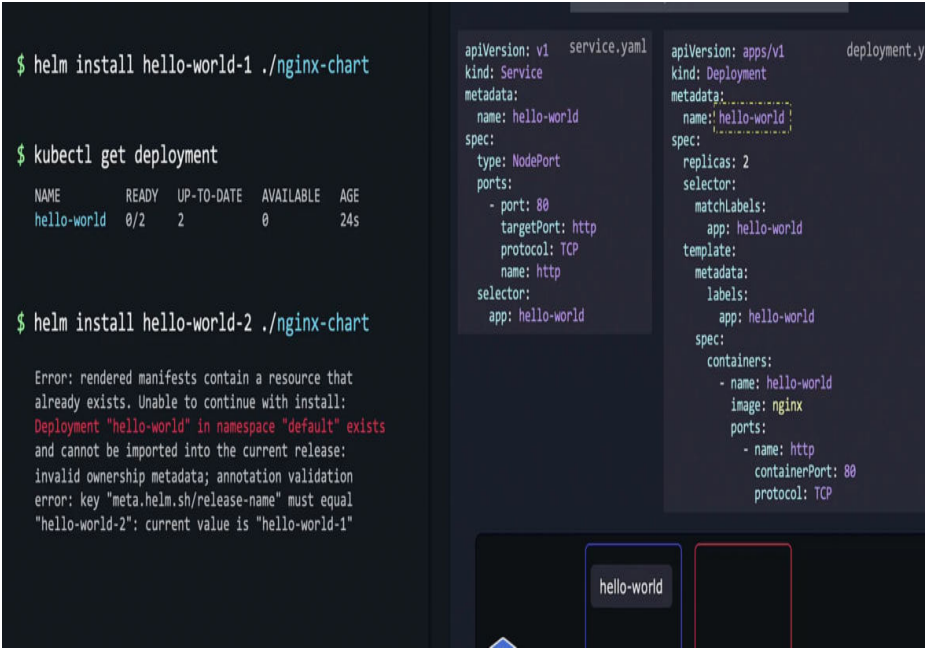 $ helm install hello-world-1 ./nginx-chart
$ kubectl get deployment
NAME READY UP-TO-DATE AVAILABLE AGE
hello-world 0/2 2 0 24s
$ helm install hello-world-2 ./nginx-chart
Error: rendered manifests contain a resource that
already exists. Unable to continue with install:
Deployment "hello-world" in namespace "default" exists
and cannot be imported into the current release:
invalid ownership metadata; annotation validation
error: key "meta.helm.sh/release-name" must equal
"hello-world-2": current value is "hello-world-1"
service.yaml
apiVersion: v1
kind: Service
metadata:
  name: hello-world
spec:
  type: NodePort
  ports:
    - port: 80
      targetPort: http
      protocol: TCP
      name: http
  selector:
    app: hello-world
deployment.y
apiVersion: apps/v1
kind: Deployment
metadata:
  name: hello-world
spec:
  replicas: 2
  selector:
    matchLabels:
      app: hello-world
  template:
    metadata:
      labels:
        app: hello-world
    spec:
      containers:
        - name: hello-world
          image: nginx
          ports:
            - name: http
              containerPort: 80
              protocol: TCP
hello-world